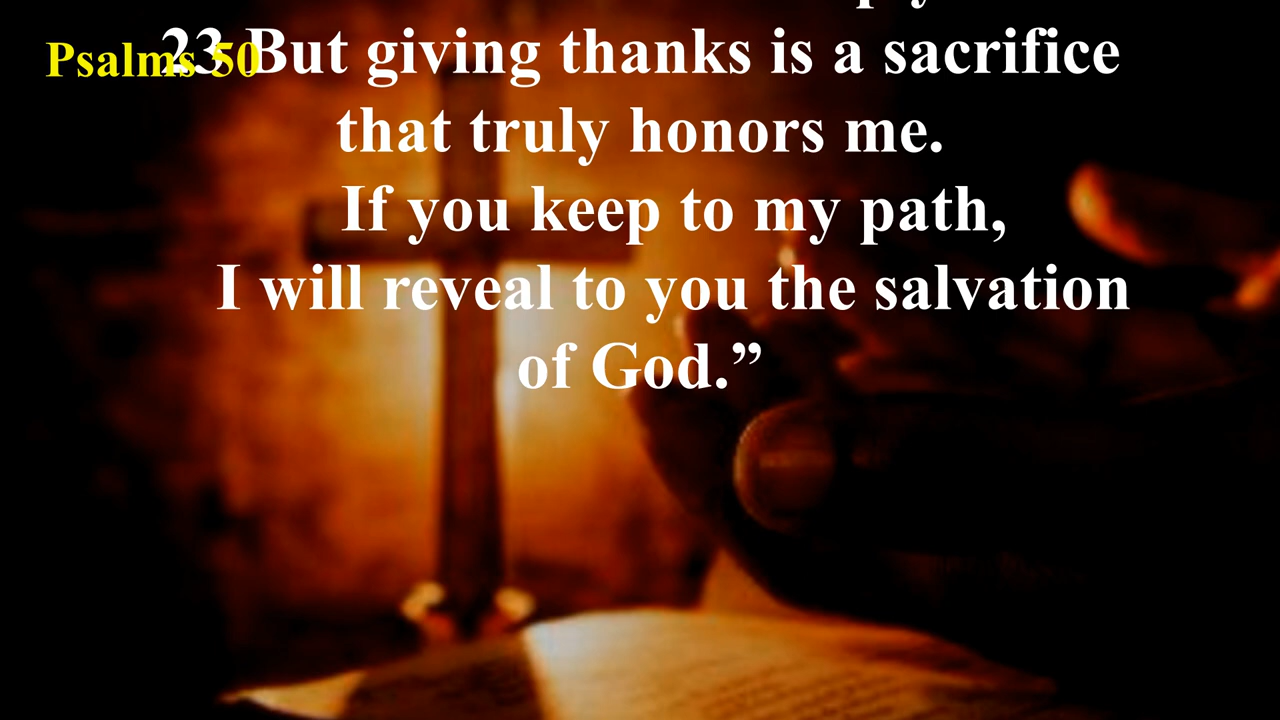 Psalms 50
23 But giving thanks is a sacrifice
that truly honors me.
If you keep to my path,
I will reveal to you the salvation
of God.”